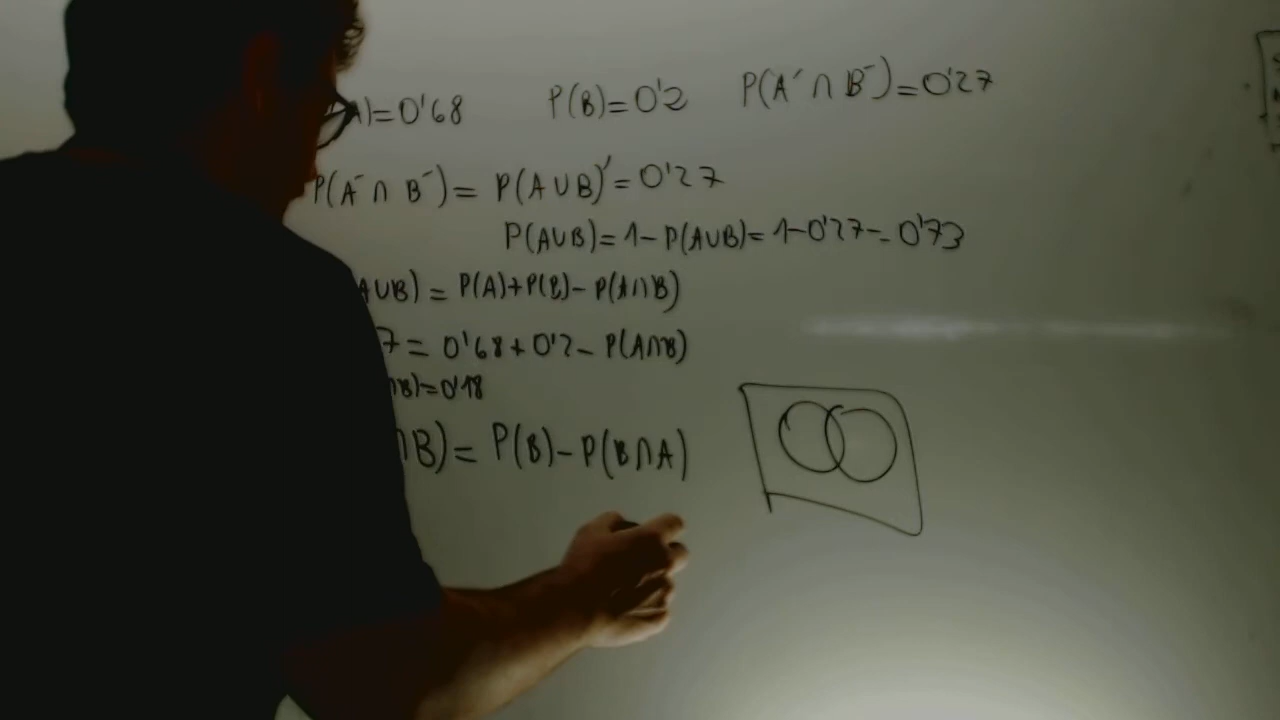 A)=0'68 P(B)=0'2 P(A⁻ ∩ B⁻)=0'27
P(A⁻ ∩ B⁻)= P(A∪B)'=0'27
P(A∪B)=1-P(A∪B)=1-0'27=0'73
A∪B)=P(A)+P(B)-P(A∩B)
7=0'68+0'2-P(A∩B)
∩B)=0'18
∩B)=P(B)-P(B∩A)